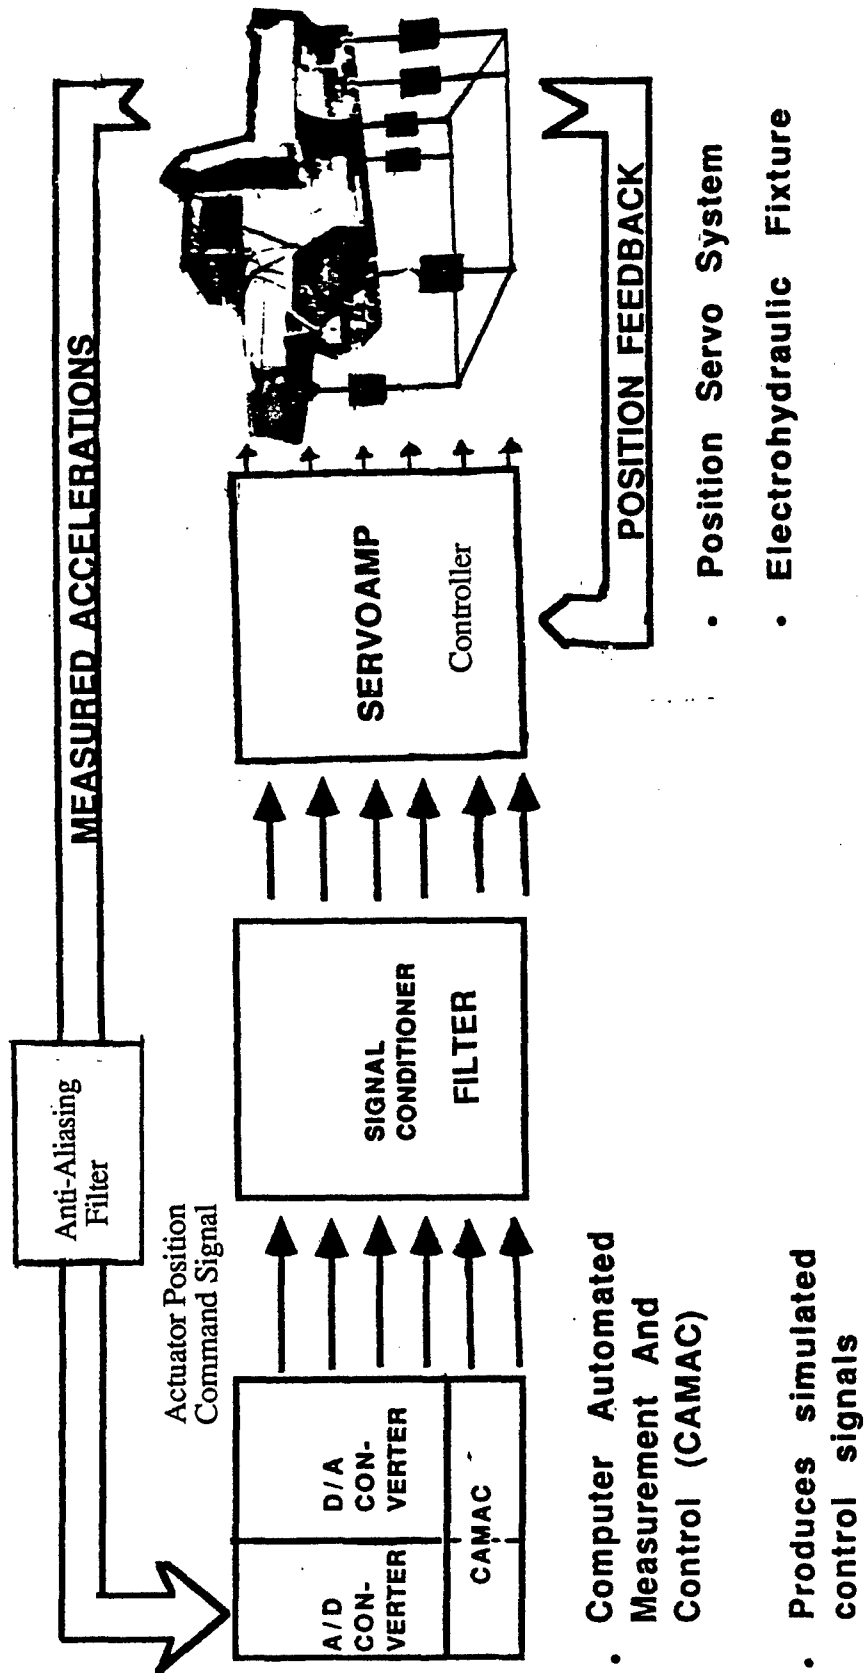 MEASURED ACCELERATIONS
Anti-Aliasing
Filter
Actuator Position
Command Signal
A/D
CON-
VERTER
D/A
CON-
VERTER
CAMAC
SIGNAL
CONDITIONER
FILTER
SERVOAMP
Controller
POSITION FEEDBACK
• Computer Automated
Measurement And
Control (CAMAC)
• Produces simulated
control signals
• Position Servo System
• Electrohydraulic Fixture